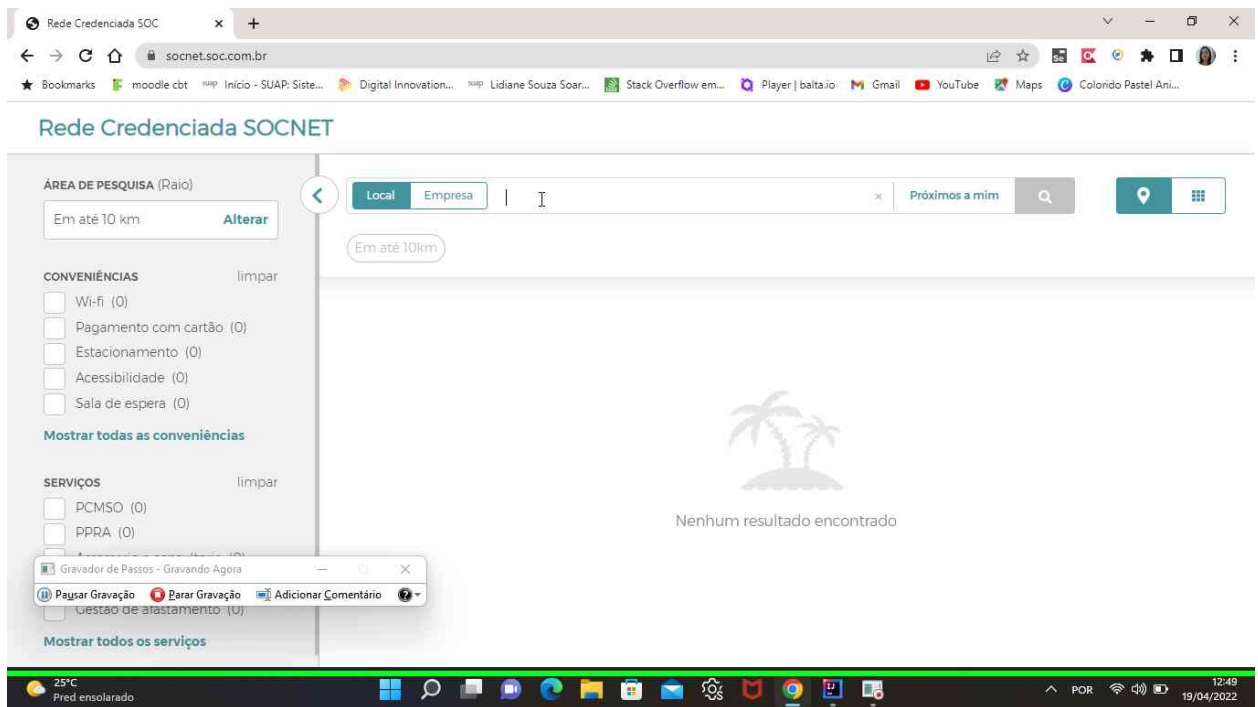 Rede Credenciada SOC
socnet.soc.com.br
Bookmarks moodle cbt suap Início - SUAP: Siste... Digital Innovation... suap Lidiane Souza Soar... Stack Overflow em... Player | balta.io Gmail YouTube Maps Colorido Pastel Ani...
Rede Credenciada SOCNET
ÁREA DE PESQUISA (Raio)
Em até 10 km Alterar
Local Empresa Próximos a mim
Em até 10km
CONVENIÊNCIAS limpar
Wi-fi (0)
Pagamento com cartão (0)
Estacionamento (0)
Acessibilidade (0)
Sala de espera (0)
Mostrar todas as conveniências
SERVIÇOS limpar
PCMSO (0)
PPRA (0)
Nenhum resultado encontrado
Gravador de Passos - Gravando Agora
Pausar Gravação Parar Gravação Adicionar Comentário
Gestão de afastamento (0)
Mostrar todos os serviços
25°C
Pred ensolarado
POR
12:49
19/04/2022